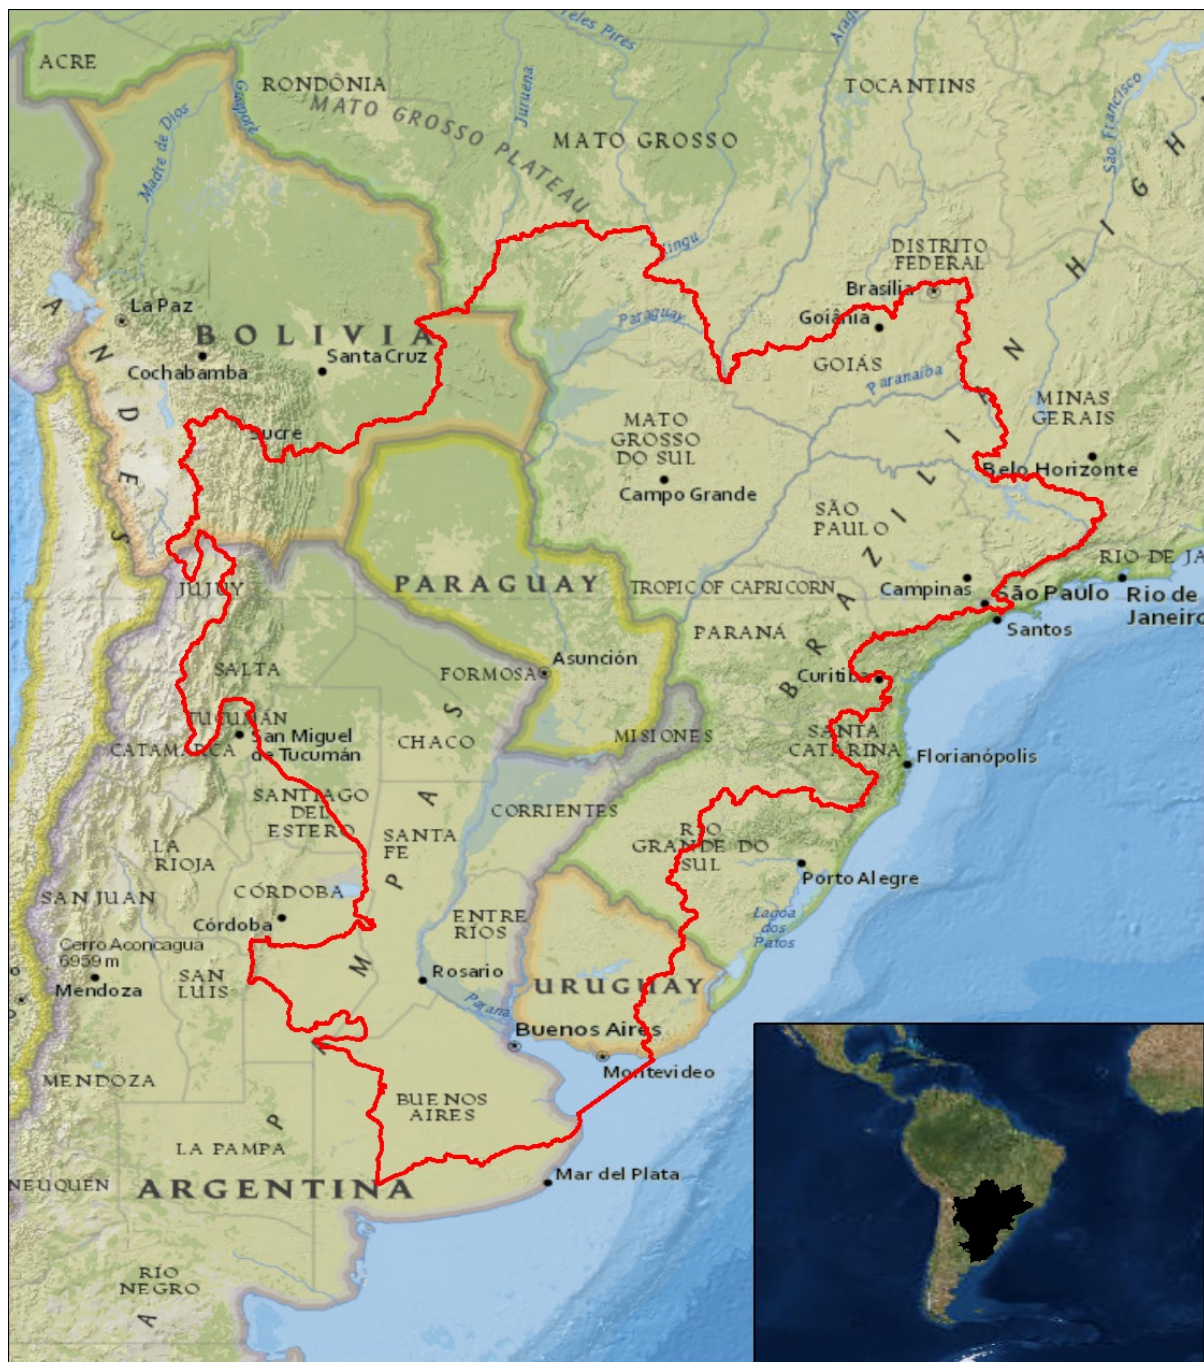 ACRE
RONDÔNIA
MATO GROSSO PLATEAU
Teles Pires
Juruena
Guaporé
Madre de Dios
TOCANTINS
São Francisco
MATO GROSSO
Xingu
DISTRITO
FEDERAL
Brasília
Goiânia
GOIÁS
Paranaíba
Paraguay
La Paz
BOLIVIA
Santa Cruz
Cochabamba
Sucre
ANDES
MINAS
GERAIS
Belo Horizonte
MATO
GROSSO
DO SUL
Campo Grande
SÃO
PAULO
BRAZILIAN HIGH
RIO DE JA
JUJUY
PARAGUAY
TROPIC OF CAPRICORN
Campinas
São Paulo
Rio de
Janeiro
Santos
PARANÁ
SALTA
FORMOSA
Asunción
Curitiba
TUCUMÁN
San Miguel
de Tucumán
CATAMARCA
CHACO
MISIONES
SANTA
CATARINA
Florianópolis
SANTIAGO
DEL
ESTERO
CORRIENTES
LA
RIOJA
SANTA
FE
RIO
GRANDE DO
SUL
Porto Alegre
SAN JUAN
CÓRDOBA
Córdoba
ENTRE
RÍOS
Lagoa
dos
Patos
Cerro Aconcagua
6959 m
Mendoza
SAN
LUIS
Rosario
Paraná
URUGUAY
PAMPAS
Buenos Aires
Montevideo
MENDOZA
BUENOS
AIRES
LA PAMPA
Mar del Plata
NEUQUÉN
ARGENTINA
RÍO
NEGRO
A